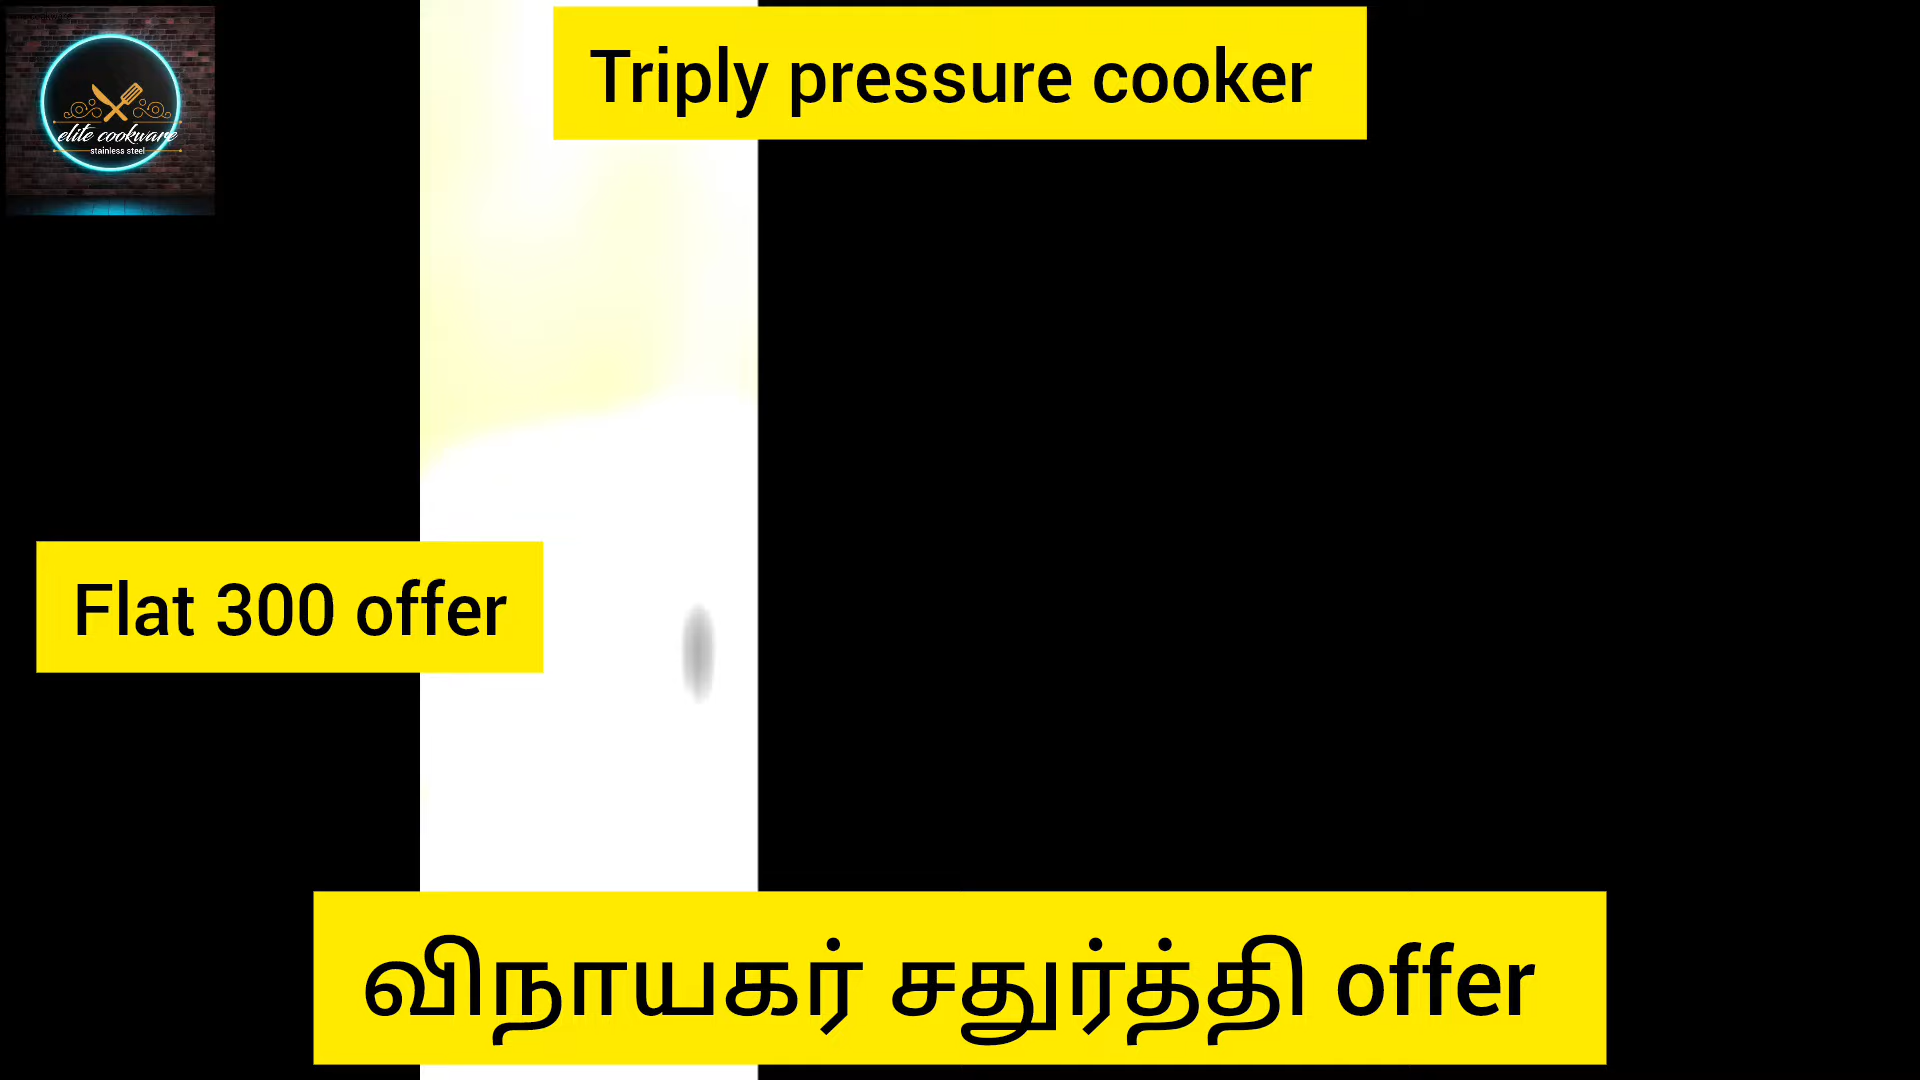 elite cookware
stainless steel
Triply pressure cooker
Flat 300 offer
விநாயகர் சதுர்த்தி offer